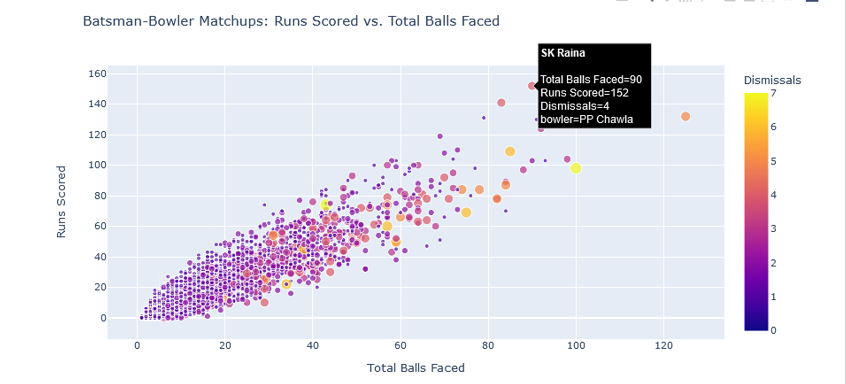 Batsman-Bowler Matchups: Runs Scored vs. Total Balls Faced
SK Raina
Total Balls Faced=90
Runs Scored=152
Dismissals=4
bowler=PP Chawla
Dismissals
7
6
5
4
3
2
1
0
Runs Scored
160
140
120
100
80
60
40
20
0
0 20 40 60 80 100 120
Total Balls Faced